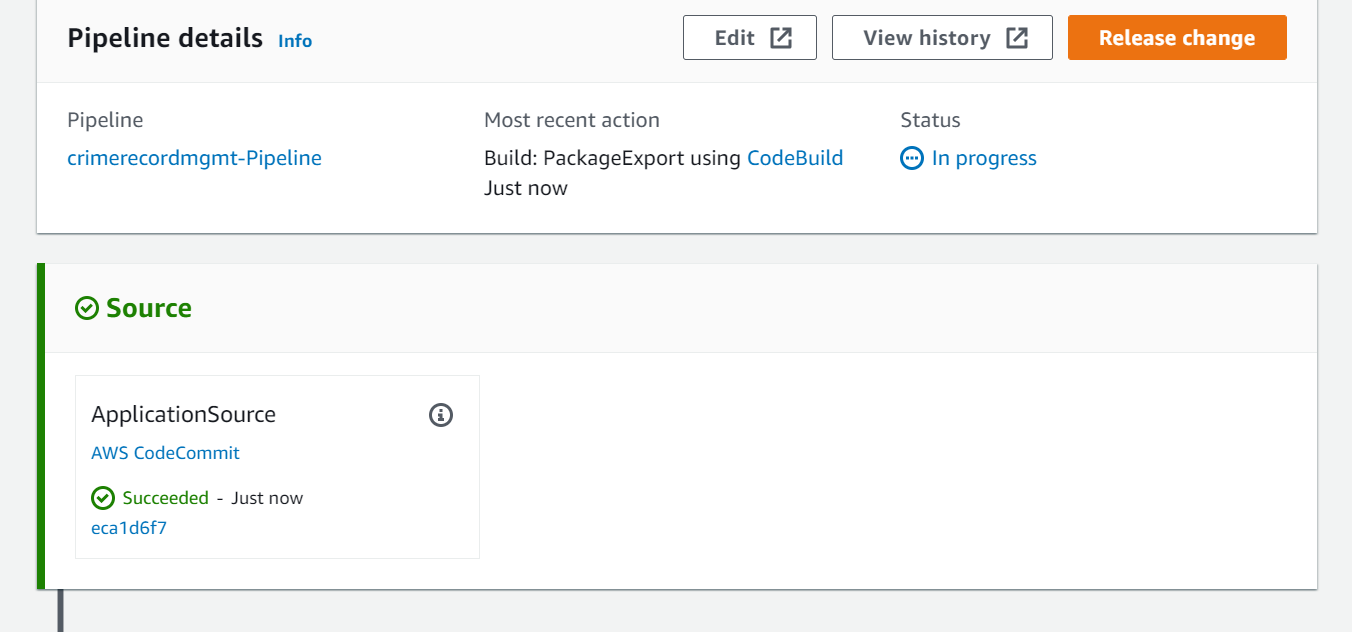 Pipeline details Info
Edit
View history
Release change
Pipeline
crimerecordmgmt-Pipeline
Most recent action
Build: PackageExport using CodeBuild
Just now
Status
In progress
Source
ApplicationSource
AWS CodeCommit
Succeeded - Just now
eca1d6f7